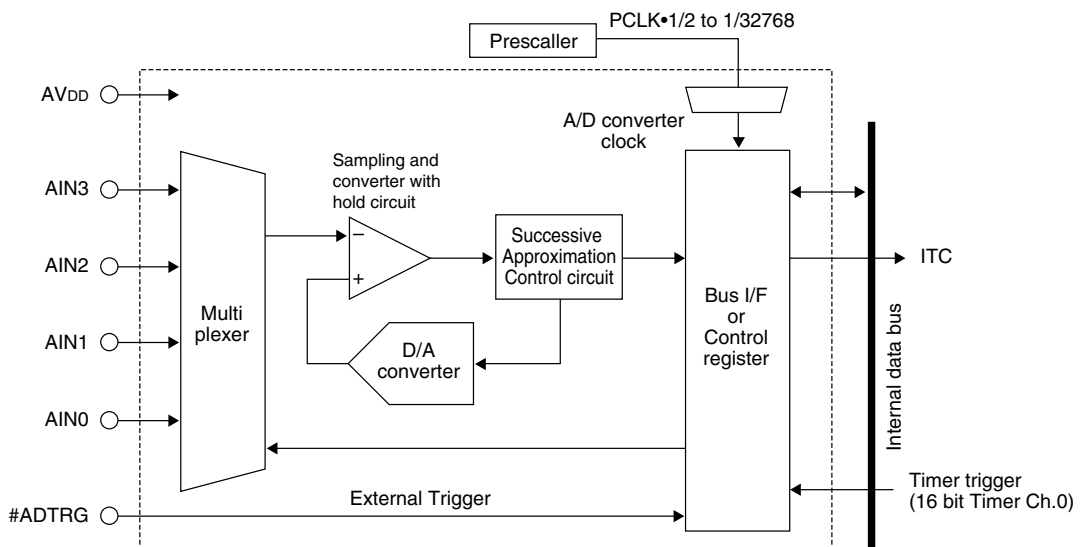 PCLK•1/2 to 1/32768
Prescaller
AVDD
A/D converter
clock
Sampling and
converter with
hold circuit
AIN3
AIN2
AIN1
AIN0
#ADTRG
Multi
plexer
−
+
Successive
Approximation
Control circuit
D/A
converter
Bus I/F
or
Control
register
ITC
Internal data bus
External Trigger
Timer trigger
(16 bit Timer Ch.0)